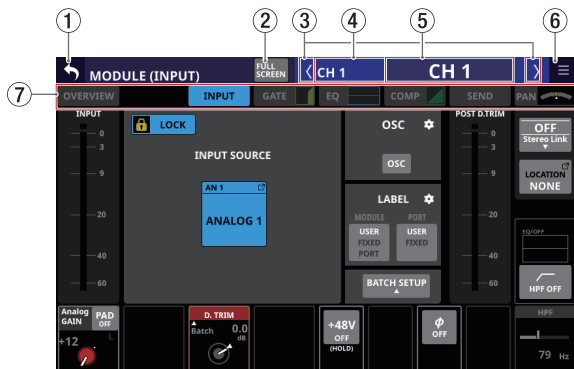 1 2 3 4 5 6
MODULE (INPUT) FULL SCREEN CH 1 CH 1
7
OVERVIEW INPUT GATE EQ COMP SEND PAN
INPUT POST D.TRIM
LOCK OSC OFF
Stereo Link
INPUT SOURCE OSC LOCATION
NONE
AN 1 LABEL
ANALOG 1 MODULE PORT
USER USER
FIXED FIXED
PORT
EQ/OFF
BATCH SETUP HPF OFF
0 0
3 3
9 9
20 20
40 40
60 60
Analog GAIN PAD OFF D. TRIM +48V ϕ HPF
Batch 0.0 dB OFF OFF
+12 L (HOLD) 79 Hz